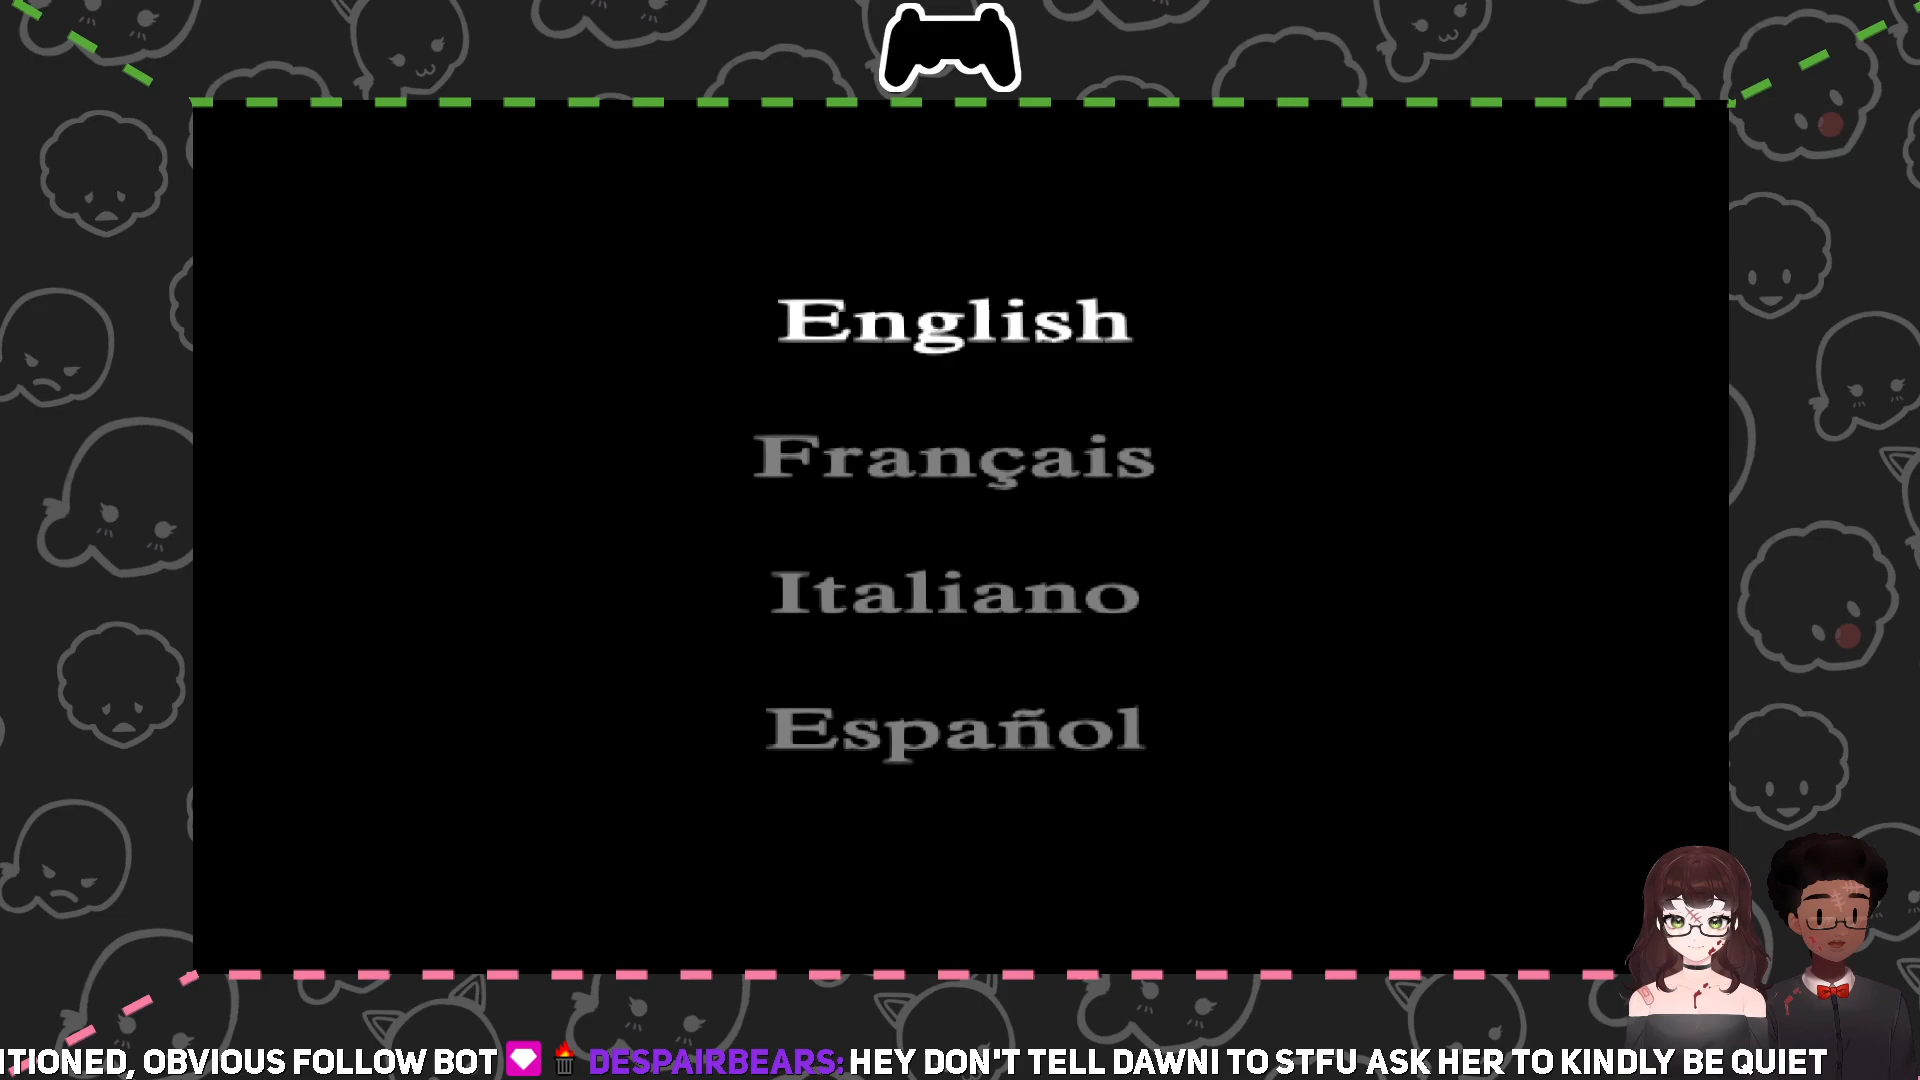 English
Français
Italiano
Español
ITIONED, OBVIOUS FOLLOW BOT DESPAIRBEARS: HEY DON'T TELL DAWNI TO STFU ASK HER TO KINDLY BE QUIET